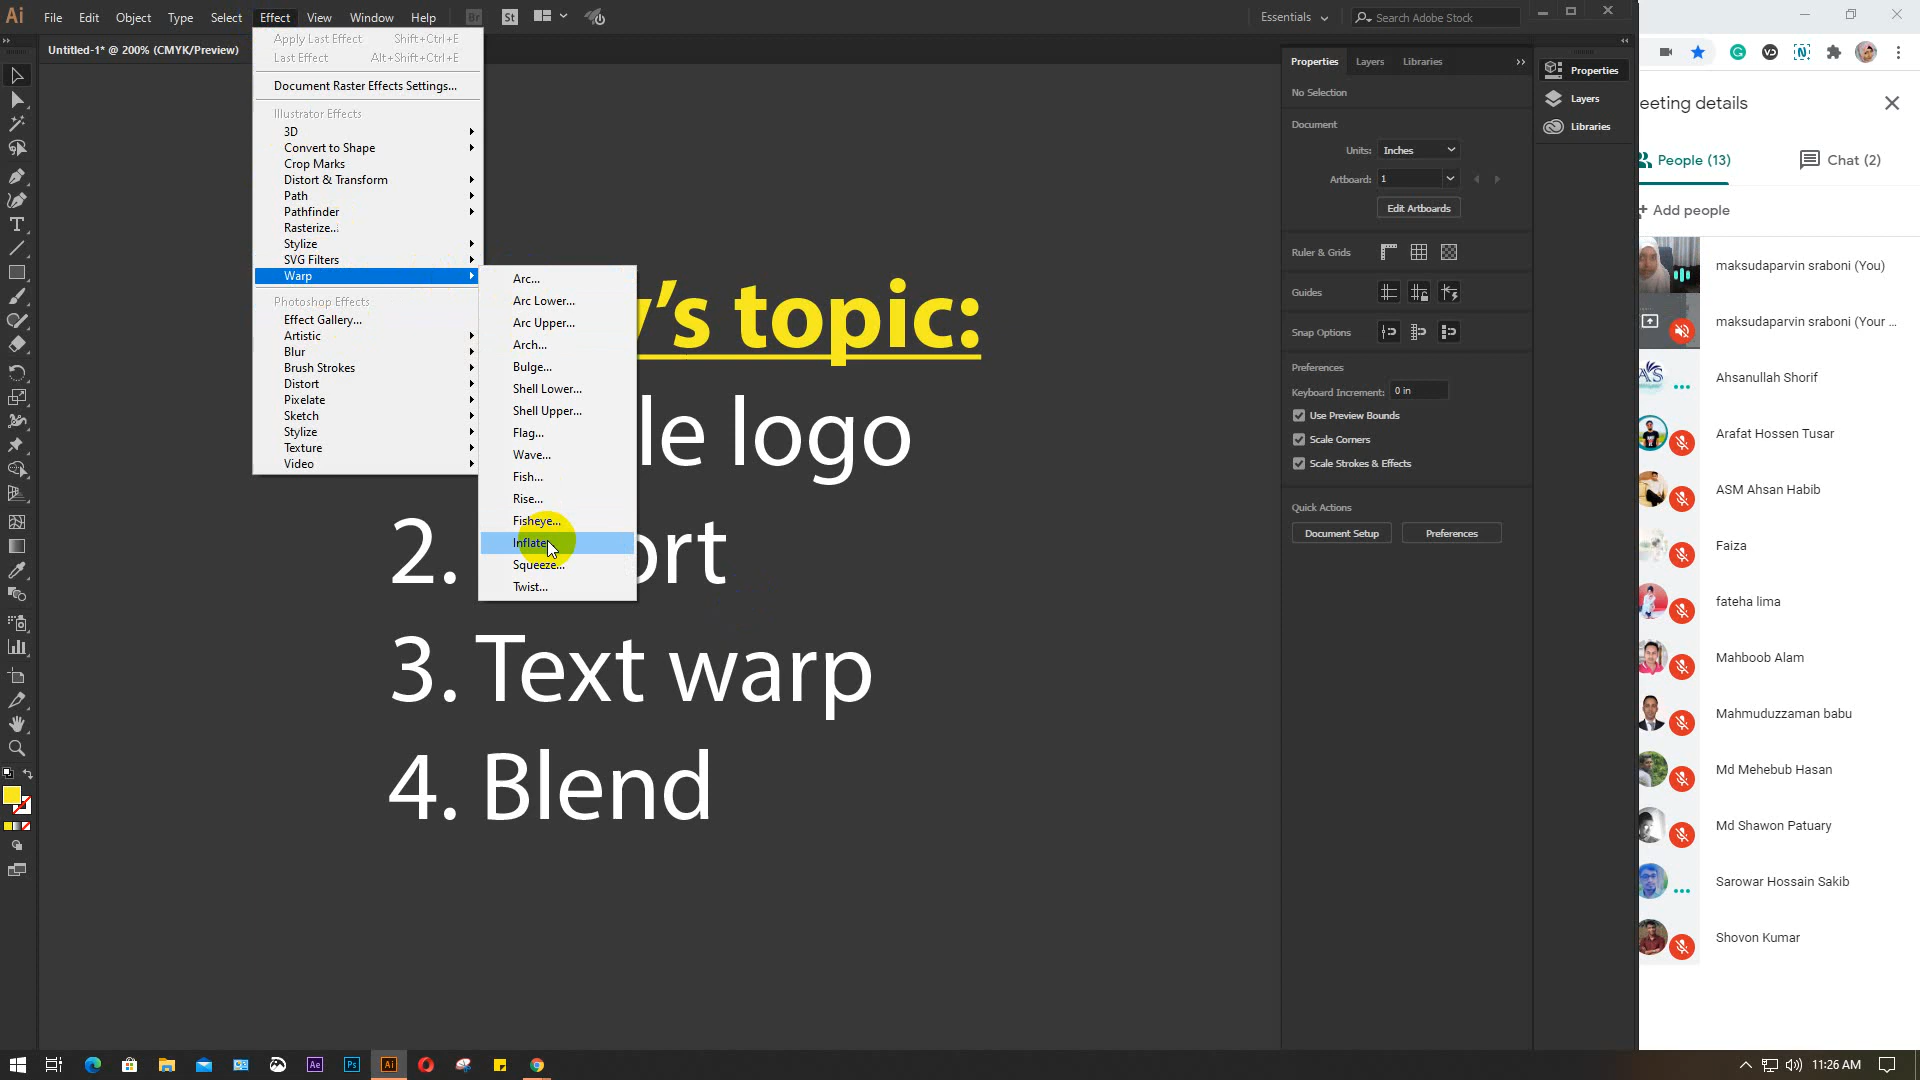 Ai File Edit Object Type Select Effect View Window Help Br St Essentials Search Adobe Stock
Untitled-1* @ 200% (CMYK/Preview)
Apply Last Effect Shift+Ctrl+E
Last Effect Alt+Shift+Ctrl+E
Document Raster Effects Settings...
Illustrator Effects
3D
Convert to Shape
Crop Marks
Distort & Transform
Path
Pathfinder
Rasterize...
Stylize
SVG Filters
Warp
Photoshop Effects
Effect Gallery...
Artistic
Blur
Brush Strokes
Distort
Pixelate
Sketch
Stylize
Texture
Video
Arc...
Arc Lower...
Arc Upper...
Arch...
Bulge...
Shell Lower...
Shell Upper...
Flag...
Wave...
Fish...
Rise...
Fisheye...
Inflate
Squeeze...
Twist...
y's topic:
le logo
2. ort
3. Text warp
4. Blend
Properties Layers Libraries
No Selection
Document
Units: Inches
Artboard: 1
Edit Artboards
Ruler & Grids
Guides
Snap Options
Preferences
Keyboard Increment: 0 in
Use Preview Bounds
Scale Corners
Scale Strokes & Effects
Quick Actions
Document Setup Preferences
Properties
Layers
Libraries
eeting details
People (13) Chat (2)
Add people
maksudaparvin sraboni (You)
maksudaparvin sraboni (Your ...
Ahsanullah Shorif
Arafat Hossen Tusar
ASM Ahsan Habib
Faiza
fateha lima
Mahboob Alam
Mahmuduzzaman babu
Md Mehebub Hasan
Md Shawon Patuary
Sarowar Hossain Sakib
Shovon Kumar
Ae Ps Ai 11:26 AM